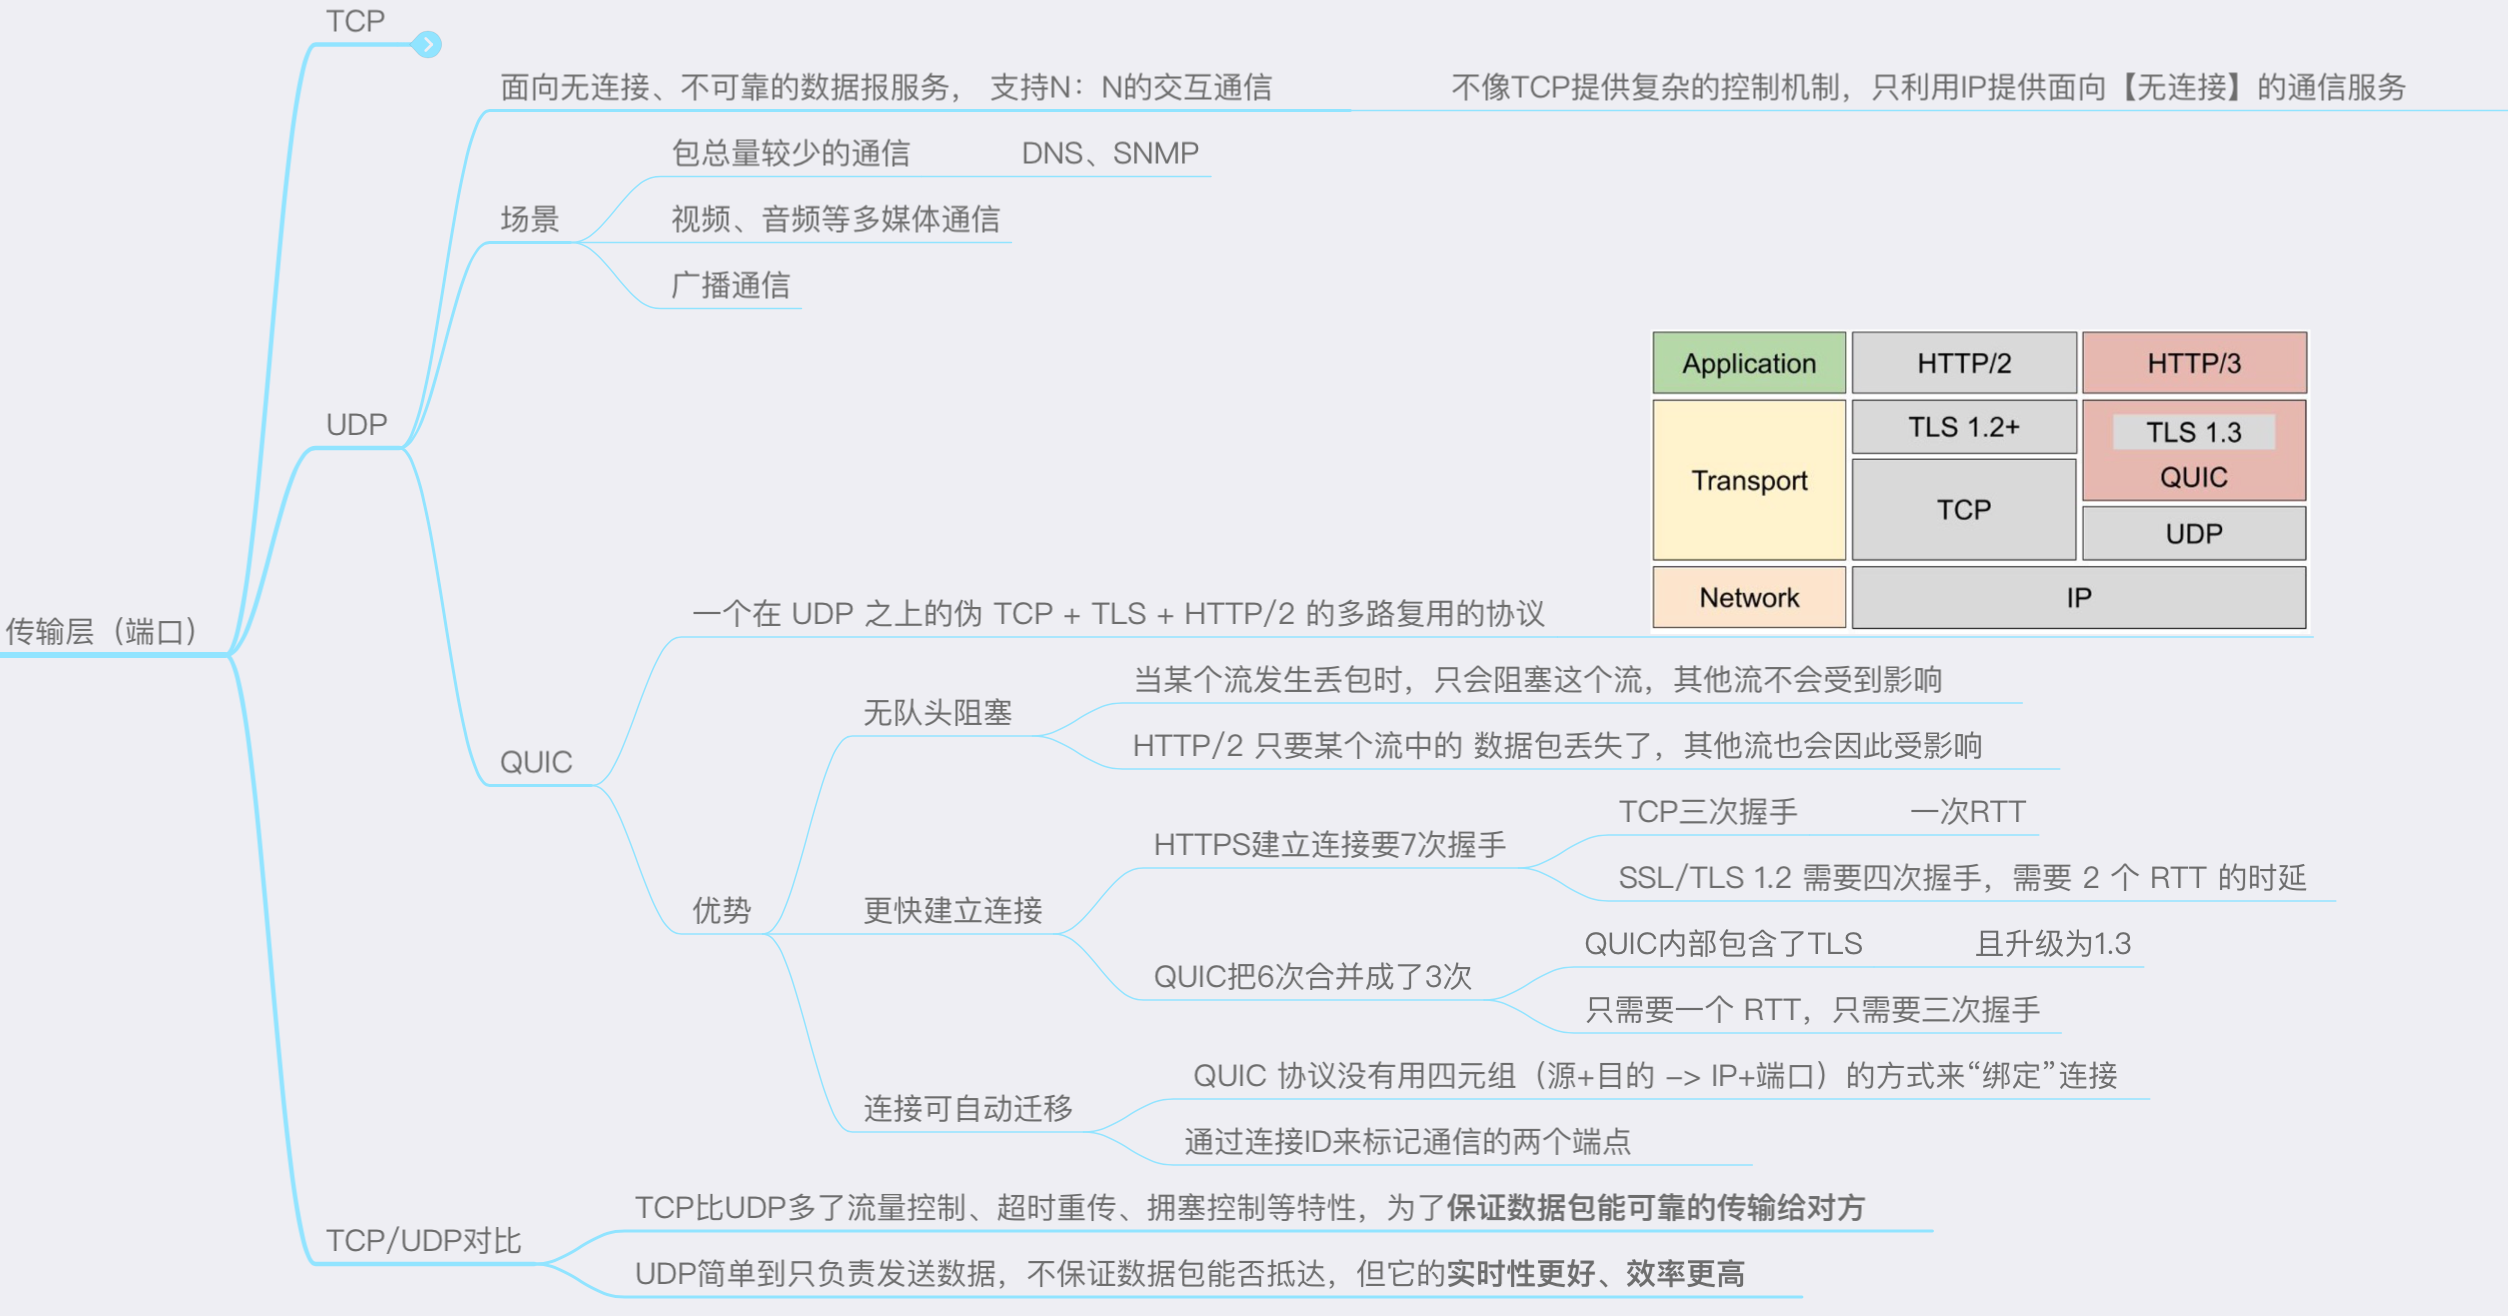 TCP
面向无连接、不可靠的数据报服务， 支持N：N的交互通信
不像TCP提供复杂的控制机制，只利用IP提供面向【无连接】的通信服务
包总量较少的通信
DNS、SNMP
场景
视频、音频等多媒体通信
广播通信
UDP
Application
HTTP/2
HTTP/3
Transport
TLS 1.2+
TLS 1.3
QUIC
TCP
UDP
Network
IP
传输层（端口）
一个在 UDP 之上的伪 TCP + TLS + HTTP/2 的多路复用的协议
QUIC
无队头阻塞
当某个流发生丢包时，只会阻塞这个流，其他流不会受到影响
HTTP/2 只要某个流中的 数据包丢失了，其他流也会因此受影响
优势
更快建立连接
HTTPS建立连接要7次握手
TCP三次握手
一次RTT
SSL/TLS 1.2 需要四次握手，需要 2 个 RTT 的时延
QUIC把6次合并成了3次
QUIC内部包含了TLS
且升级为1.3
只需要一个 RTT，只需要三次握手
连接可自动迁移
QUIC 协议没有用四元组（源+目的 –> IP+端口）的方式来“绑定”连接
通过连接ID来标记通信的两个端点
TCP/UDP对比
TCP比UDP多了流量控制、超时重传、拥塞控制等特性，为了保证数据包能可靠的传输给对方
UDP简单到只负责发送数据，不保证数据包能否抵达，但它的实时性更好、效率更高